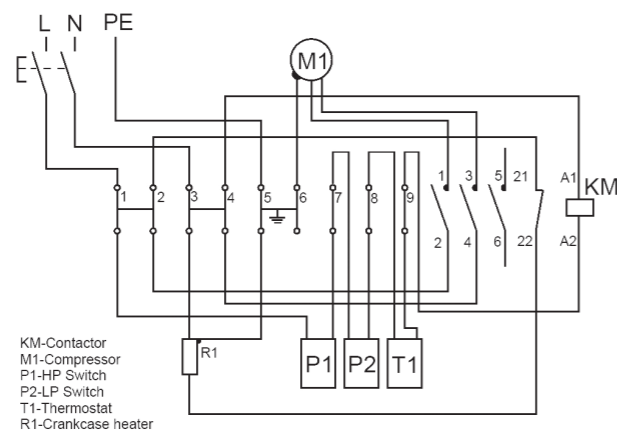 L N PE
M1
1 2 3 4 5 6 7 8 9
1 3 5 21 A1 KM
2 4 6 22 A2
R1
P1 P2 T1
KM-Contactor
M1-Compressor
P1-HP Switch
P2-LP Switch
T1-Thermostat
R1-Crankcase heater